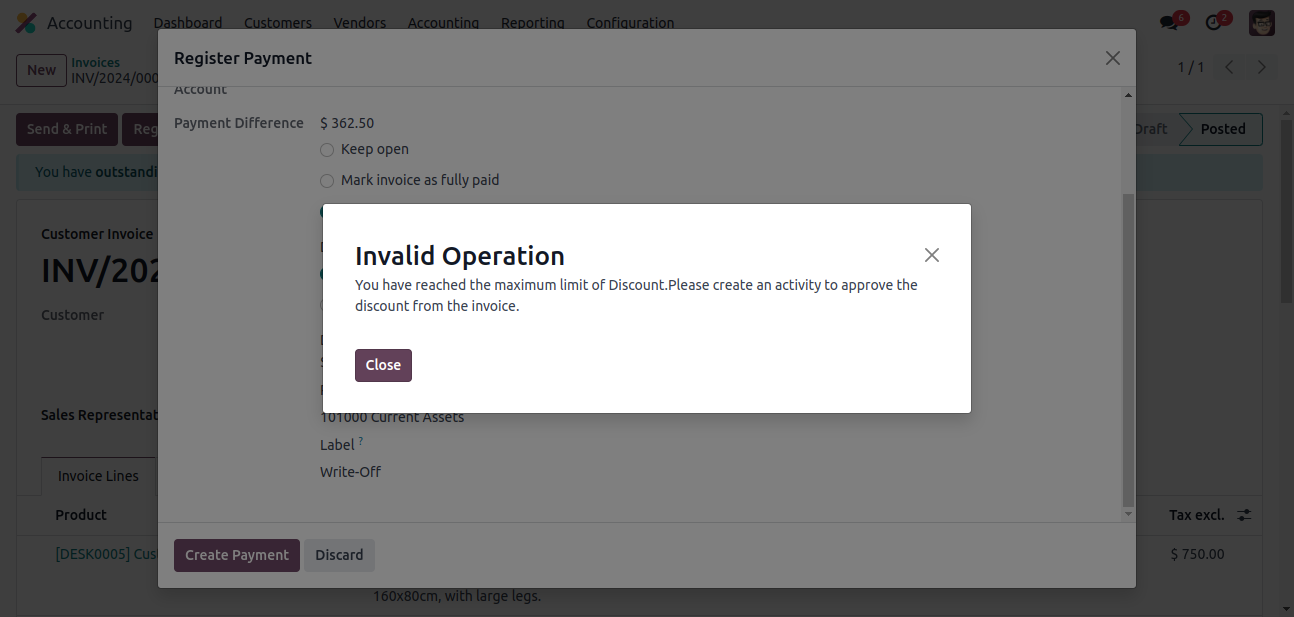 Accounting Dashboard Customers Vendors Accounting Reporting Configuration 6 2
New Invoices
INV/2024/000
1 / 1
Register Payment
Account
Send & Print Reg
Draft Posted
Payment Difference $ 362.50
Keep open
You have outstandi
Mark invoice as fully paid
Customer Invoice
INV/202
Customer
Invalid Operation
You have reached the maximum limit of Discount.Please create an activity to approve the
discount from the invoice.
Close
Sales Representat
101000 Current Assets
Label ?
Write-Off
Invoice Lines
Product Tax excl.
[DESK0005] Cus $ 750.00
Create Payment Discard
160x80cm, with large legs.